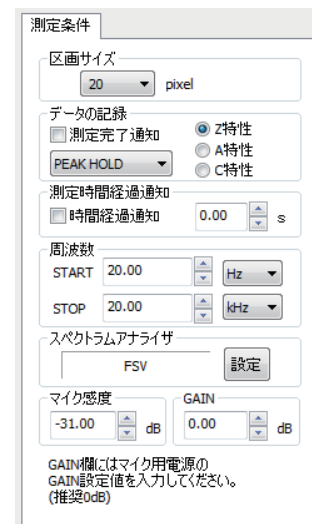 測定条件
区画サイズ
20 pixel
データの記録
測定完了通知
Z特性
A特性
PEAK HOLD
C特性
測定時間経過通知
時間経過通知 0.00 s
周波数
START 20.00 Hz
STOP 20.00 kHz
スペクトラムアナライザ
FSV 設定
マイク感度 GAIN
-31.00 dB 0.00 dB
GAIN欄にはマイク用電源の
GAIN設定値を入力してください。
(推奨0dB)